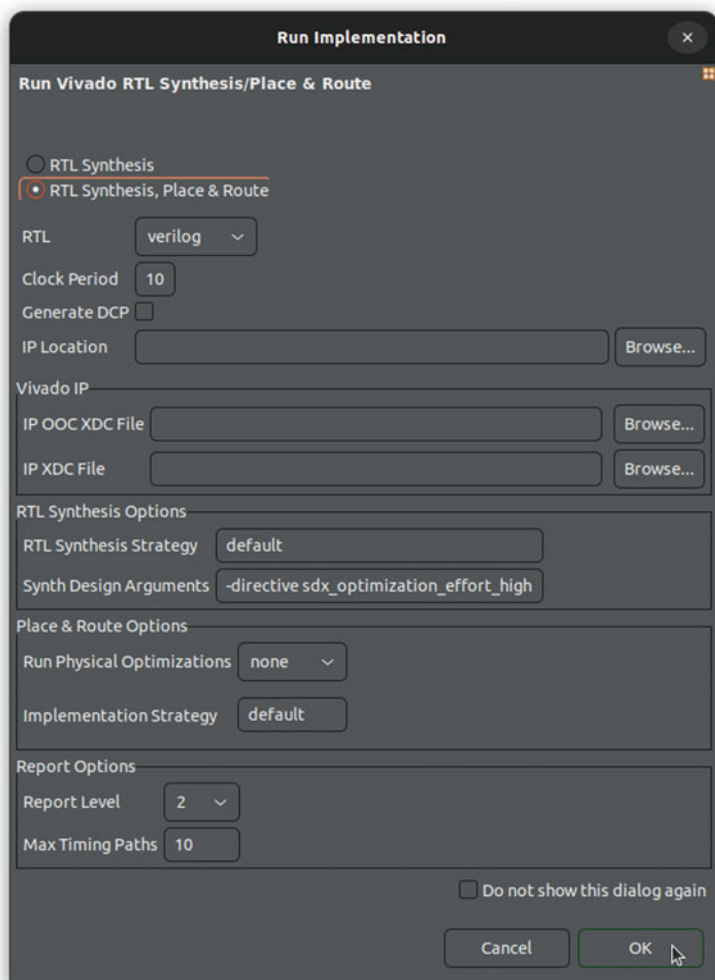 Run Implementation
Run Vivado RTL Synthesis/Place & Route
RTL Synthesis
RTL Synthesis, Place & Route
RTL verilog
Clock Period 10
Generate DCP
IP Location Browse...
Vivado IP
IP OOC XDC File Browse...
IP XDC File Browse...
RTL Synthesis Options
RTL Synthesis Strategy default
Synth Design Arguments -directive sdx_optimization_effort_high
Place & Route Options
Run Physical Optimizations none
Implementation Strategy default
Report Options
Report Level 2
Max Timing Paths 10
Do not show this dialog again
Cancel OK